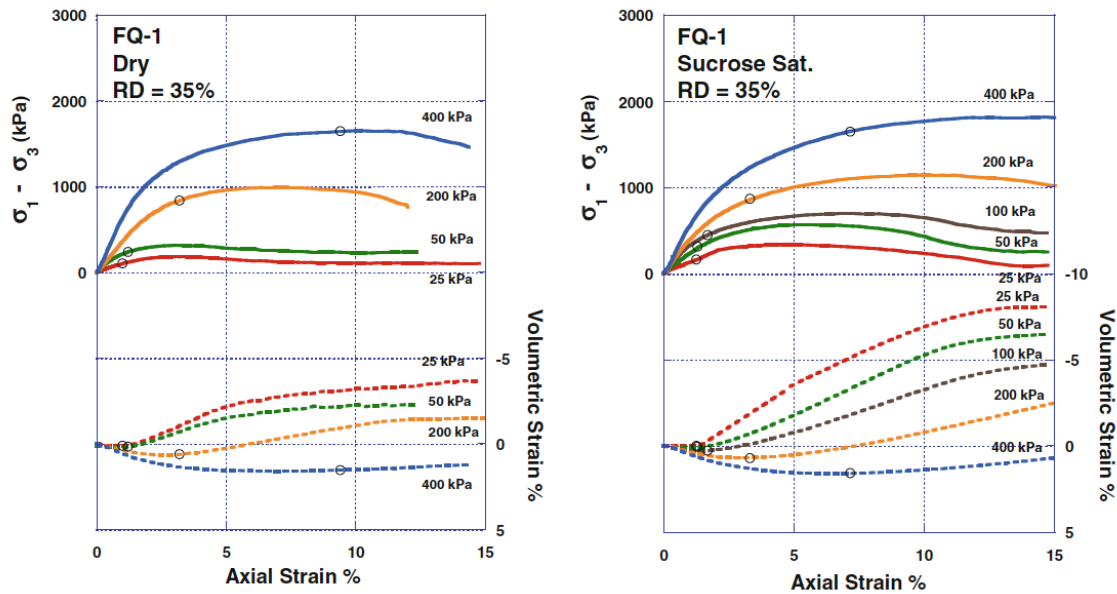 FQ-1
Dry
RD = 35%
3000
2000
1000
0
σ1 - σ3 (kPa)
400 kPa
200 kPa
50 kPa
25 kPa
25 kPa
50 kPa
200 kPa
400 kPa
-5
0
5
Volumetric Strain %
0 5 10 15
Axial Strain %
FQ-1
Sucrose Sat.
RD = 35%
3000
2000
1000
0
σ1 - σ3 (kPa)
400 kPa
200 kPa
100 kPa
50 kPa
25 kPa
25 kPa
50 kPa
100 kPa
200 kPa
400 kPa
-10
-5
0
5
Volumetric Strain %
0 5 10 15
Axial Strain %